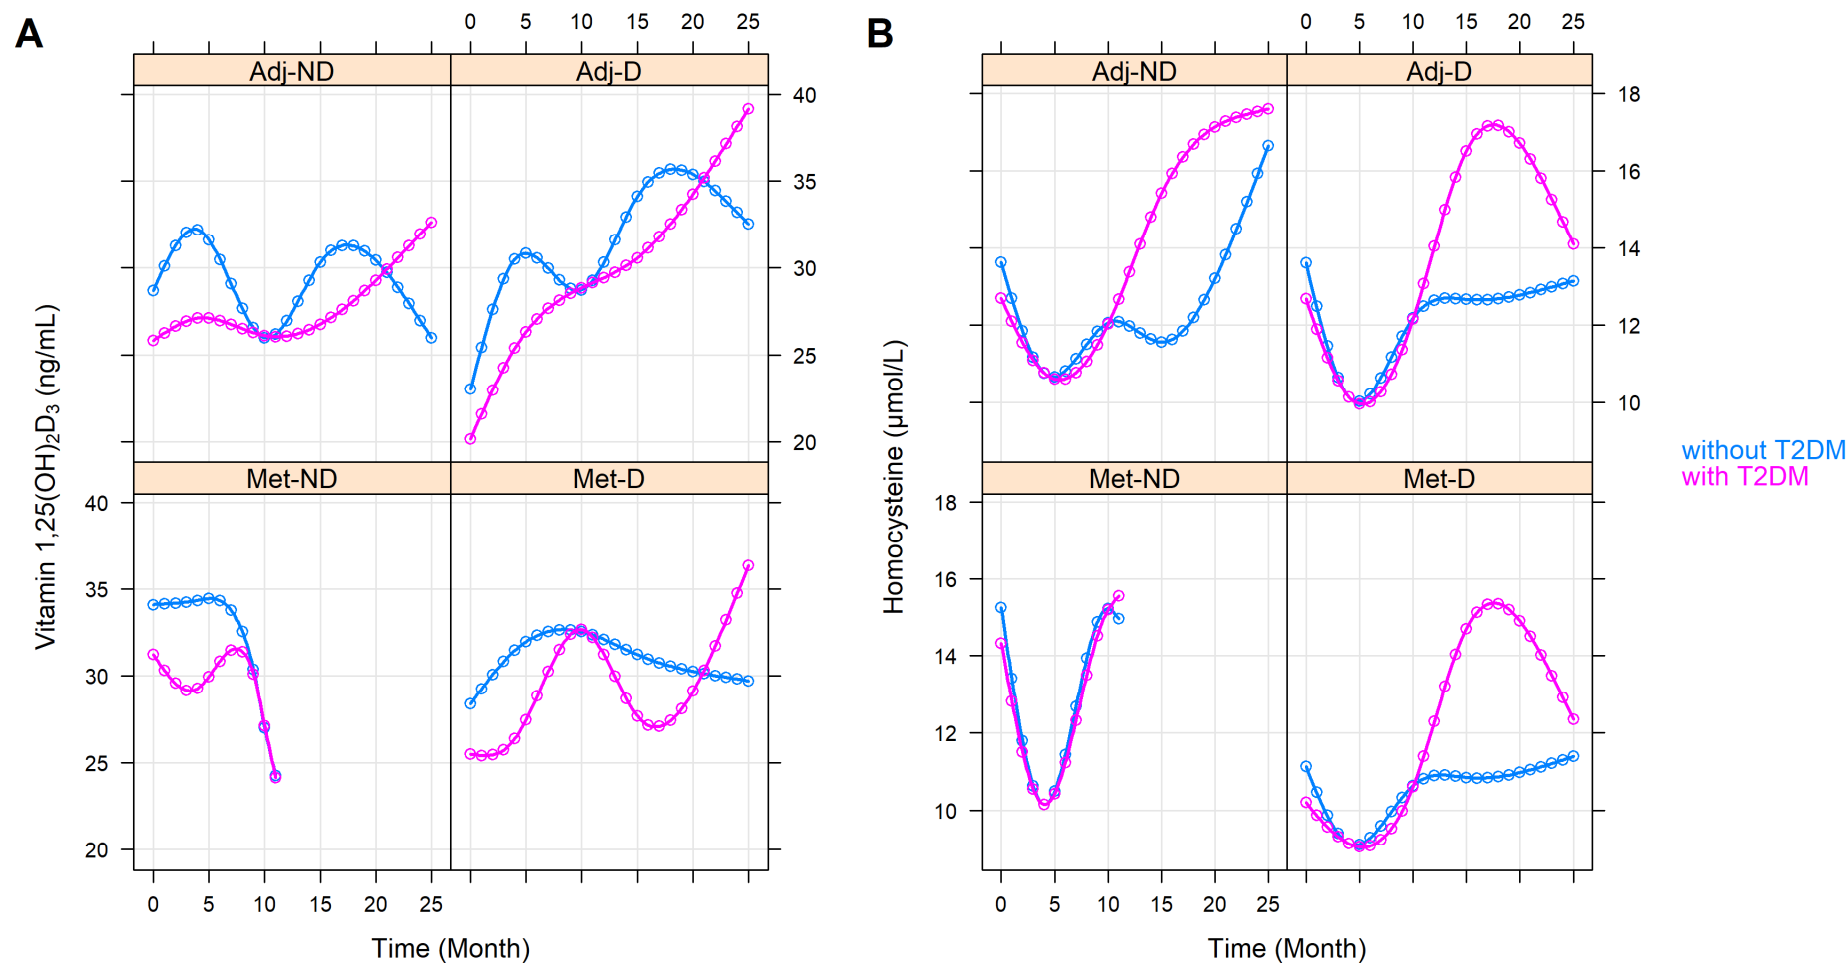 A
B
0 5 10 15 20 25
0 5 10 15 20 25
Adj-ND
Adj-D
Adj-ND
Adj-D
40
35
30
25
20
18
16
14
12
10
Met-ND
Met-D
Met-ND
Met-D
40
35
30
25
20
18
16
14
12
10
Vitamin 1,25(OH)₂D₃ (ng/mL)
Homocysteine (μmol/L)
without T2DM
with T2DM
0 5 10 15 20 25
0 5 10 15 20 25
Time (Month)
Time (Month)